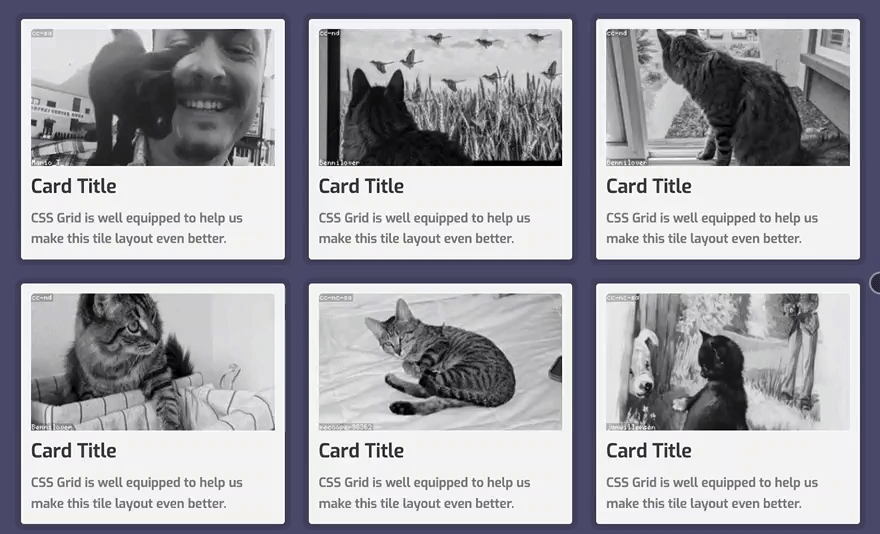 cc-sa
cc-nd
cc-nd
Mario_T_
Bennilover
Bennilover
Card Title
Card Title
Card Title
CSS Grid is well equipped to help us
make this tile layout even better.
CSS Grid is well equipped to help us
make this tile layout even better.
CSS Grid is well equipped to help us
make this tile layout even better.
cc-nd
cc-nc-sa
cc-nc-sa
Bennilover
Card Title
Card Title
Card Title
CSS Grid is well equipped to help us
make this tile layout even better.
CSS Grid is well equipped to help us
make this tile layout even better.
CSS Grid is well equipped to help us
make this tile layout even better.